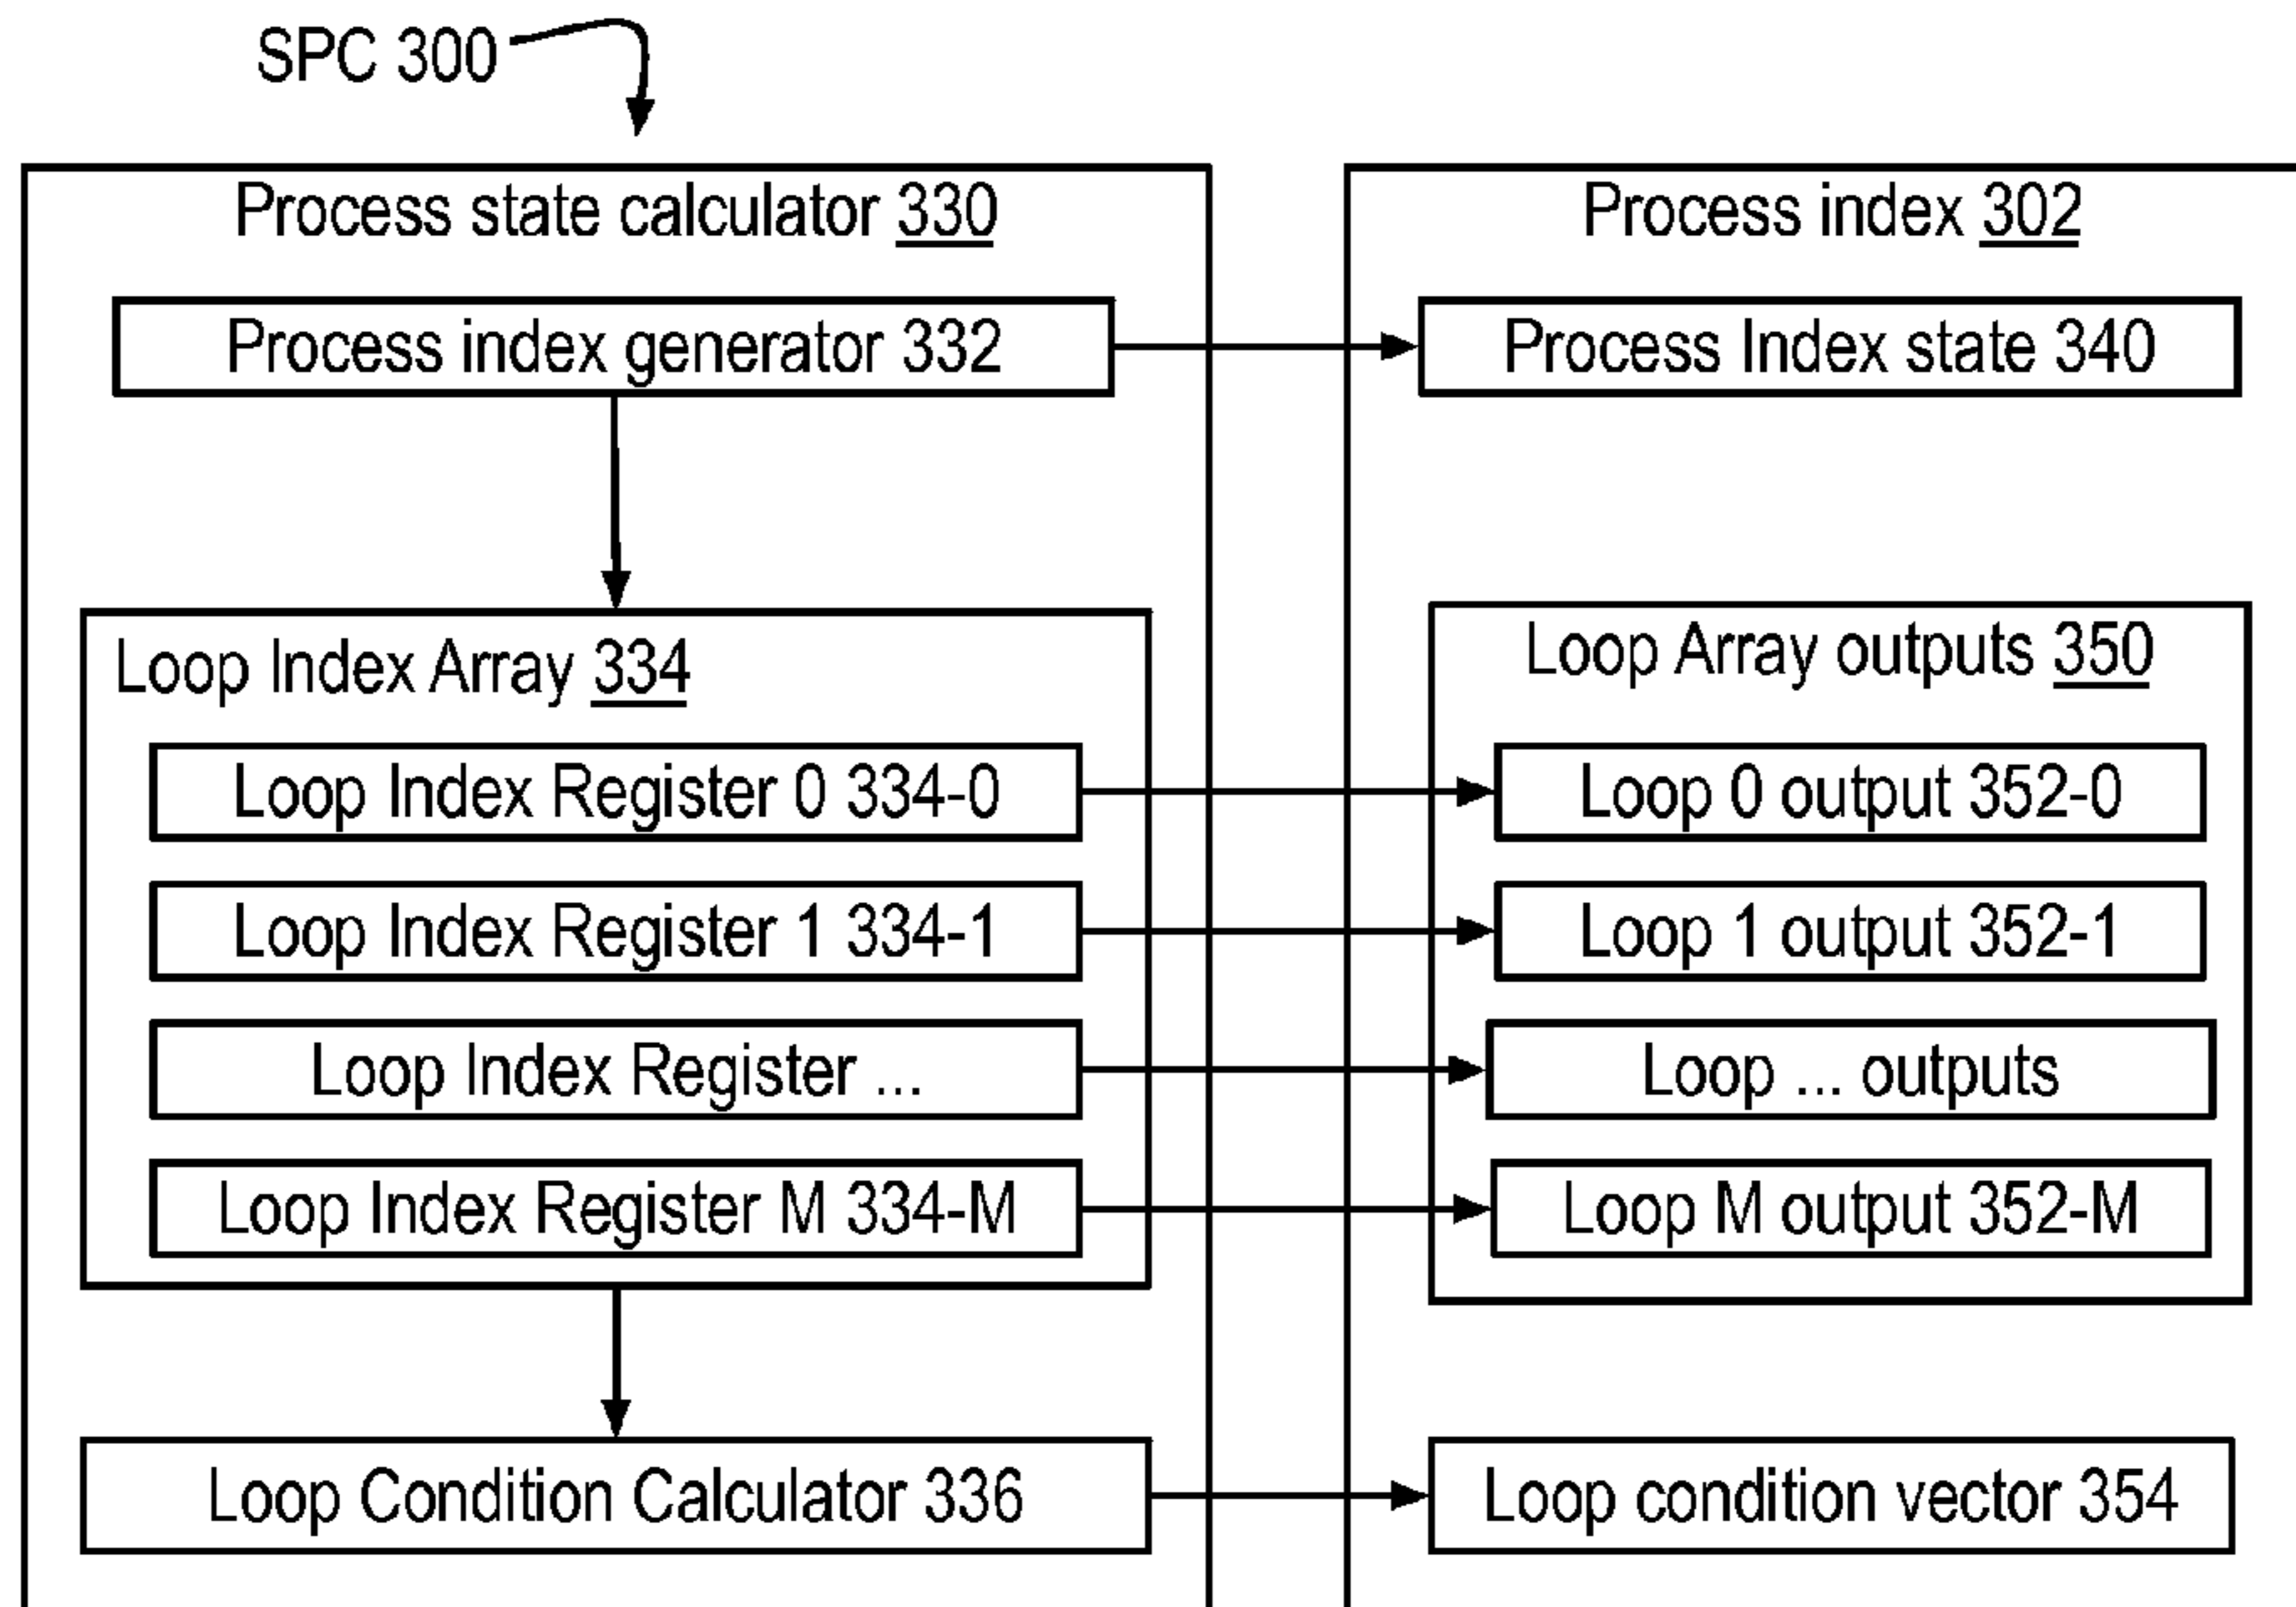 SPC 300
Process state calculator 330
Process index generator 332
Loop Index Array 334
Loop Index Register 0 334-0
Loop Index Register 1 334-1
Loop Index Register ...
Loop Index Register M 334-M
Loop Condition Calculator 336
Process index 302
Process Index state 340
Loop Array outputs 350
Loop 0 output 352-0
Loop 1 output 352-1
Loop ... outputs
Loop M output 352-M
Loop condition vector 354